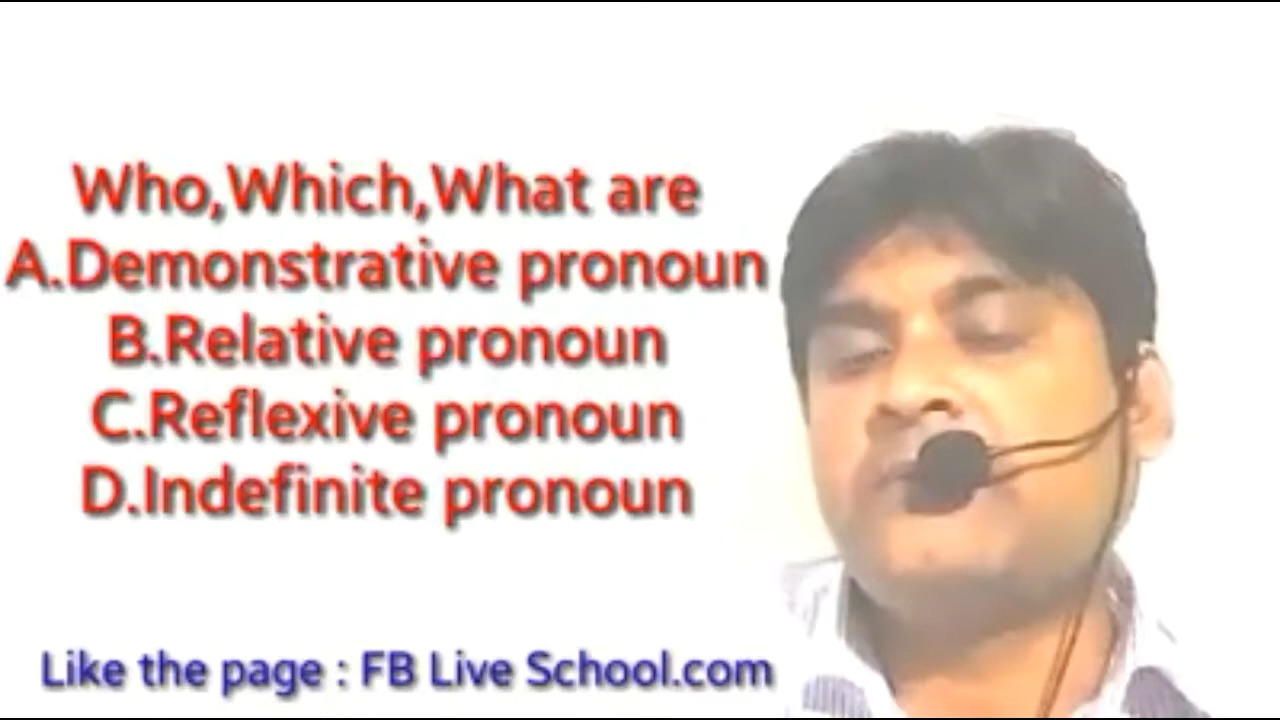 Who,Which,What are
A.Demonstrative pronoun
B.Relative pronoun
C.Reflexive pronoun
D.Indefinite pronoun
Like the page : FB Live School.com